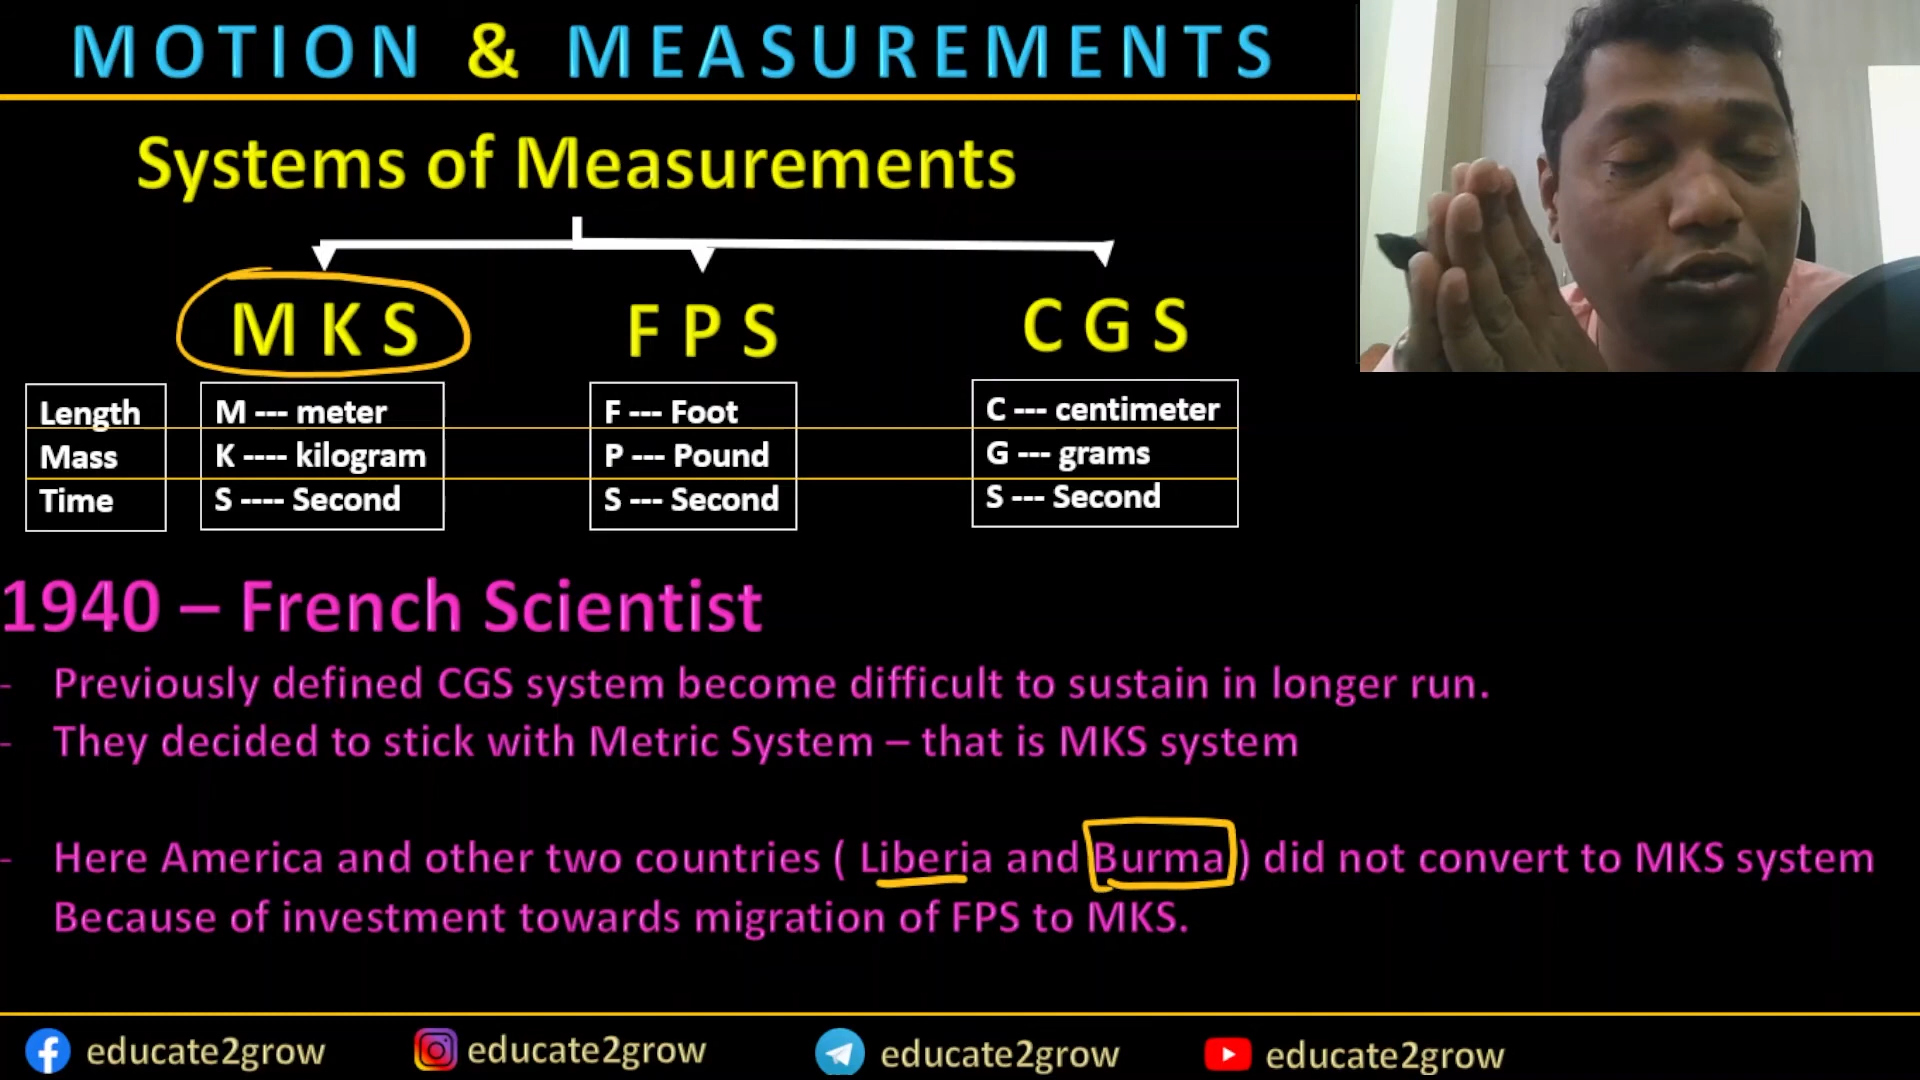 MOTION & MEASUREMENTS
Systems of Measurements
M K S
F P S
C G S
Length
Mass
Time
M --- meter
K ---- kilogram
S ---- Second
F --- Foot
P --- Pound
S --- Second
C --- centimeter
G --- grams
S --- Second
1940 – French Scientist
- Previously defined CGS system become difficult to sustain in longer run.
- They decided to stick with Metric System – that is MKS system
- Here America and other two countries ( Liberia and Burma ) did not convert to MKS system
Because of investment towards migration of FPS to MKS.
educate2grow
educate2grow
educate2grow
educate2grow